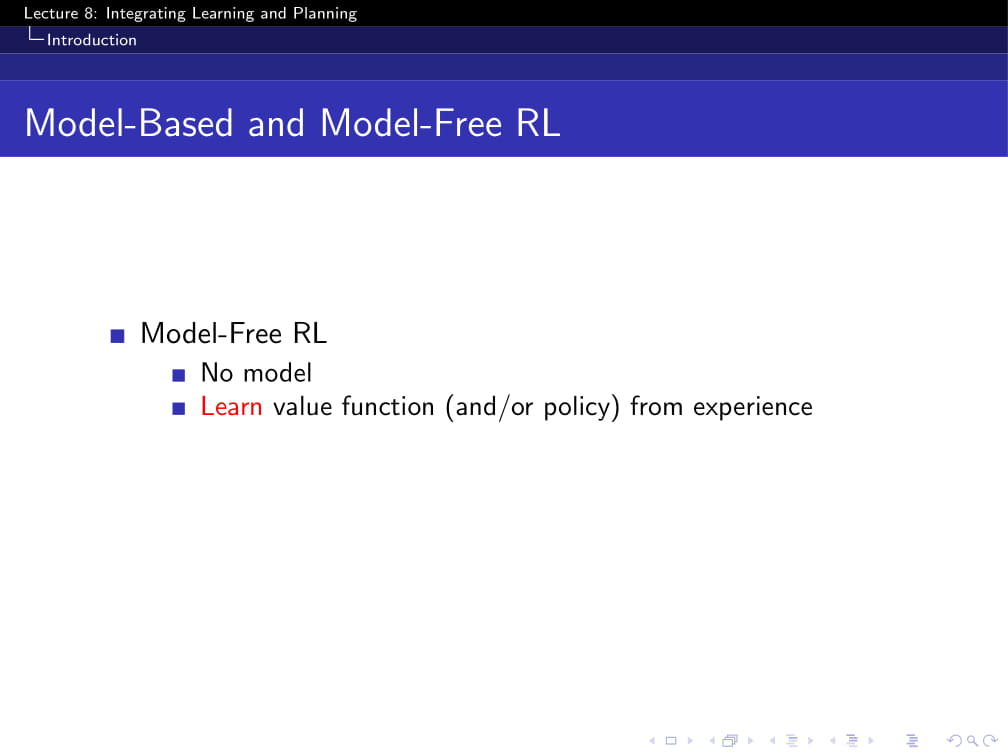 Lecture 8: Integrating Learning and Planning
Introduction
Model-Based and Model-Free RL
Model-Free RL
No model
Learn value function (and/or policy) from experience